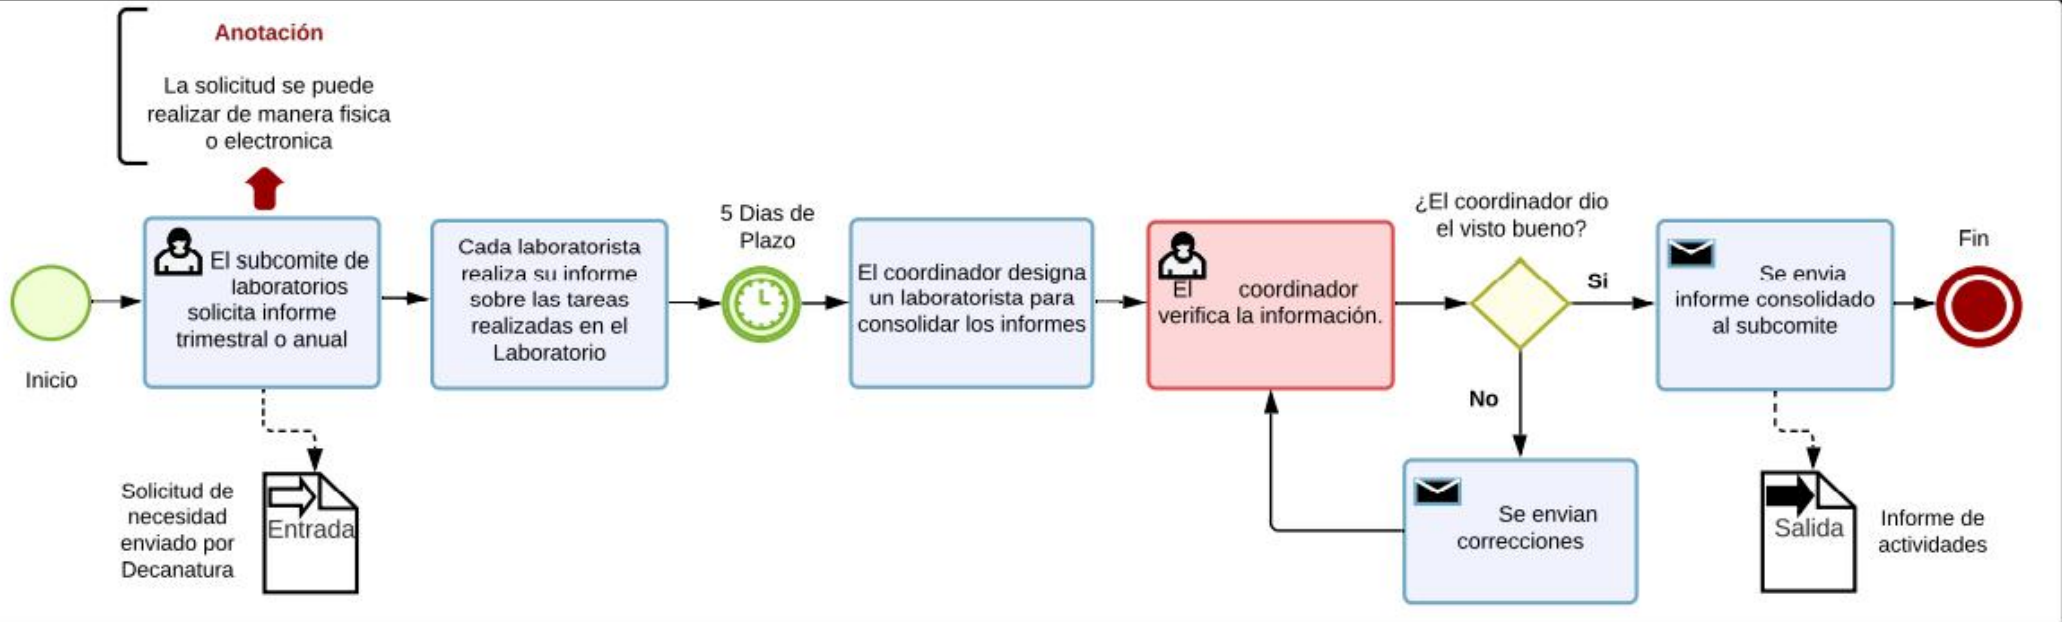 Anotación
La solicitud se puede
realizar de manera fisica
o electronica
Inicio
El subcomite de
laboratorios
solicita informe
trimestral o anual
Solicitud de
necesidad
enviado por
Decanatura
Entrada
Cada laboratorista
realiza su informe
sobre las tareas
realizadas en el
Laboratorio
5 Dias de
Plazo
El coordinador designa
un laboratorista para
consolidar los informes
El coordinador
verifica la información.
¿El coordinador dio
el visto bueno?
Si
No
Se envian
correcciones
Se envia
informe consolidado
al subcomite
Salida
Informe de
actividades
Fin